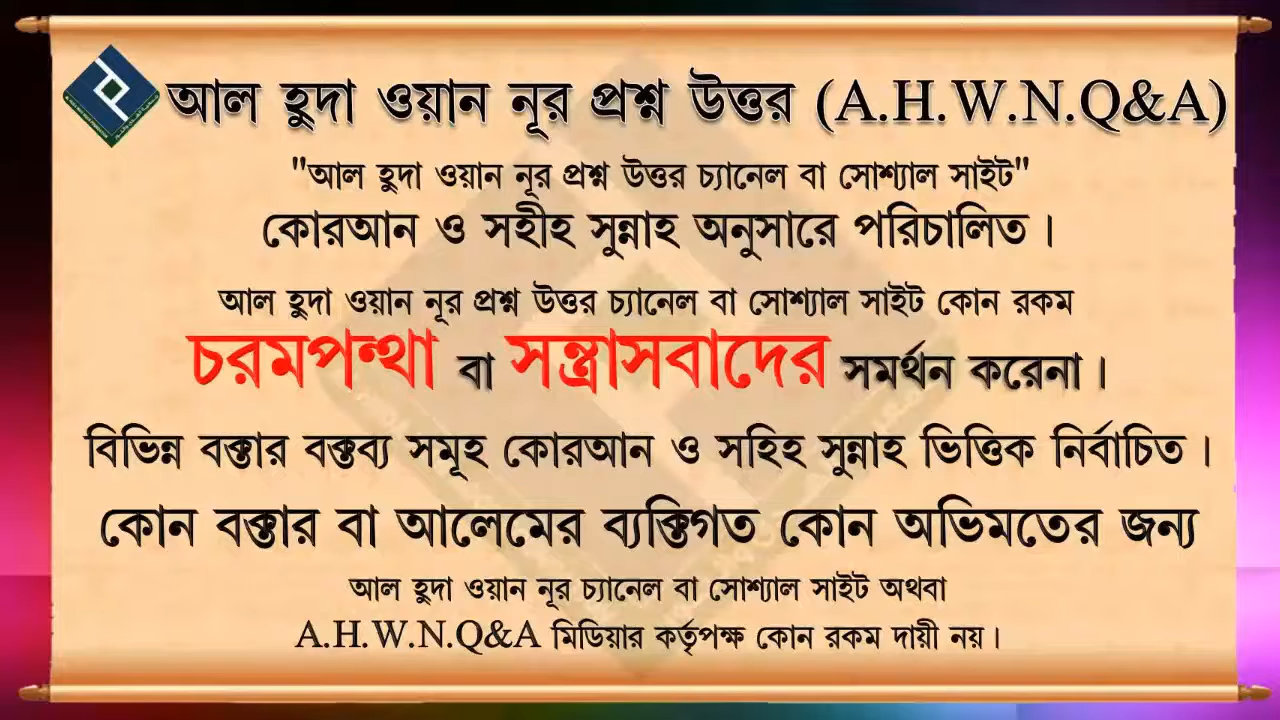 আল হুদা ওয়ান নূর প্রশ্ন উত্তর (A.H.W.N.Q&A)
"আল হুদা ওয়ান নূর প্রশ্ন উত্তর চ্যানেল বা সোশ্যাল সাইট"
কোরআন ও সহীহ সুন্নাহ অনুসারে পরিচালিত ।
আল হুদা ওয়ান নূর প্রশ্ন উত্তর চ্যানেল বা সোশ্যাল সাইট কোন রকম
চরমপন্থা বা সন্ত্রাসবাদের সমর্থন করেনা ।
বিভিন্ন বক্তার বক্তব্য সমূহ কোরআন ও সহিহ সুন্নাহ ভিত্তিক নির্বাচিত ।
কোন বক্তার বা আলেমের ব্যক্তিগত কোন অভিমতের জন্য
আল হুদা ওয়ান নূর চ্যানেল বা সোশ্যাল সাইট অথবা
A.H.W.N.Q&A মিডিয়ার কর্তৃপক্ষ কোন রকম দায়ী নয় ।